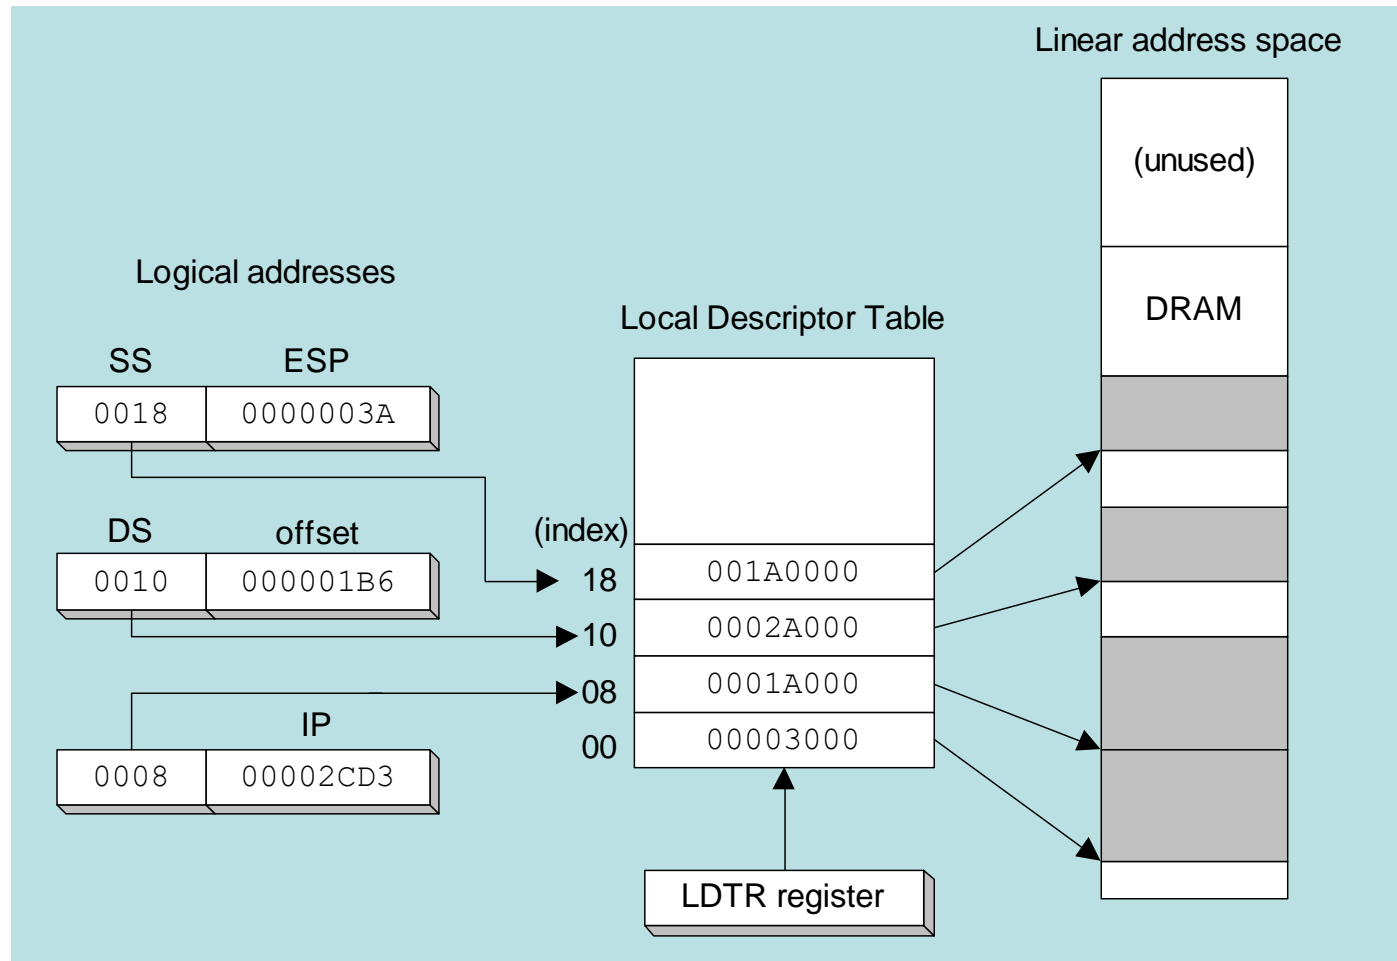 Linear address space
(unused)
DRAM
Logical addresses
SS ESP
0018 0000003A
DS offset
0010 000001B6
IP
0008 00002CD3
Local Descriptor Table
(index)
18 001A0000
10 0002A000
08 0001A000
00 00003000
LDTR register